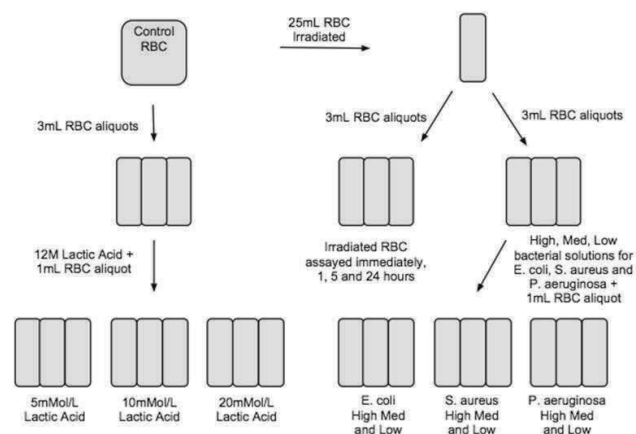 Control
RBC
25mL RBC
Irradiated
3mL RBC aliquots
3mL RBC aliquots
3mL RBC aliquots
12M Lactic Acid +
1mL RBC aliquot
Irradiated RBC
assayed immediately,
1, 5 and 24 hours
High, Med, Low
bacterial solutions for
E. coli, S. aureus and
P. aeruginosa +
1mL RBC aliquot
5mMol/L
Lactic Acid
10mMol/L
Lactic Acid
20mMol/L
Lactic Acid
E. coli
High Med
and Low
S. aureus
High Med
and Low
P. aeruginosa
High Med
and Low